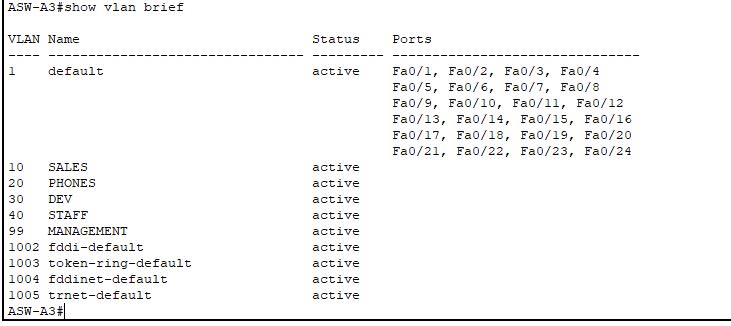 ASW-A3#show vlan brief
VLAN Name                             Status    Ports
---- -------------------------------- --------- -------------------------------
1    default                          active    Fa0/1, Fa0/2, Fa0/3, Fa0/4
                                                Fa0/5, Fa0/6, Fa0/7, Fa0/8
                                                Fa0/9, Fa0/10, Fa0/11, Fa0/12
                                                Fa0/13, Fa0/14, Fa0/15, Fa0/16
                                                Fa0/17, Fa0/18, Fa0/19, Fa0/20
                                                Fa0/21, Fa0/22, Fa0/23, Fa0/24
10   SALES                            active
20   PHONES                           active
30   DEV                              active
40   STAFF                            active
99   MANAGEMENT                       active
1002 fddi-default                     active
1003 token-ring-default               active
1004 fddinet-default                  active
1005 trnet-default                    active
ASW-A3#